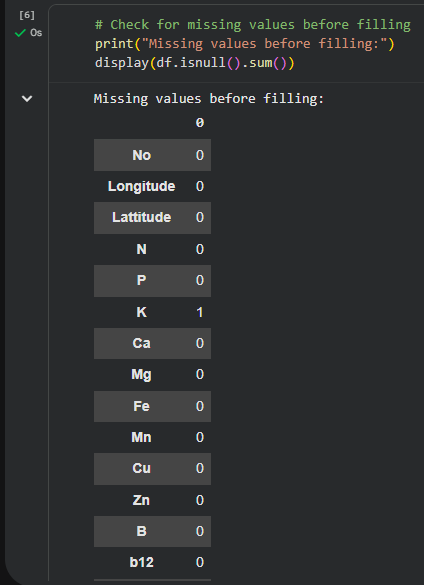 [6]
0s
# Check for missing values before filling
print("Missing values before filling:")
display(df.isnull().sum())
Missing values before filling:
0
No 0
Longitude 0
Lattitude 0
N 0
P 0
K 1
Ca 0
Mg 0
Fe 0
Mn 0
Cu 0
Zn 0
B 0
b12 0